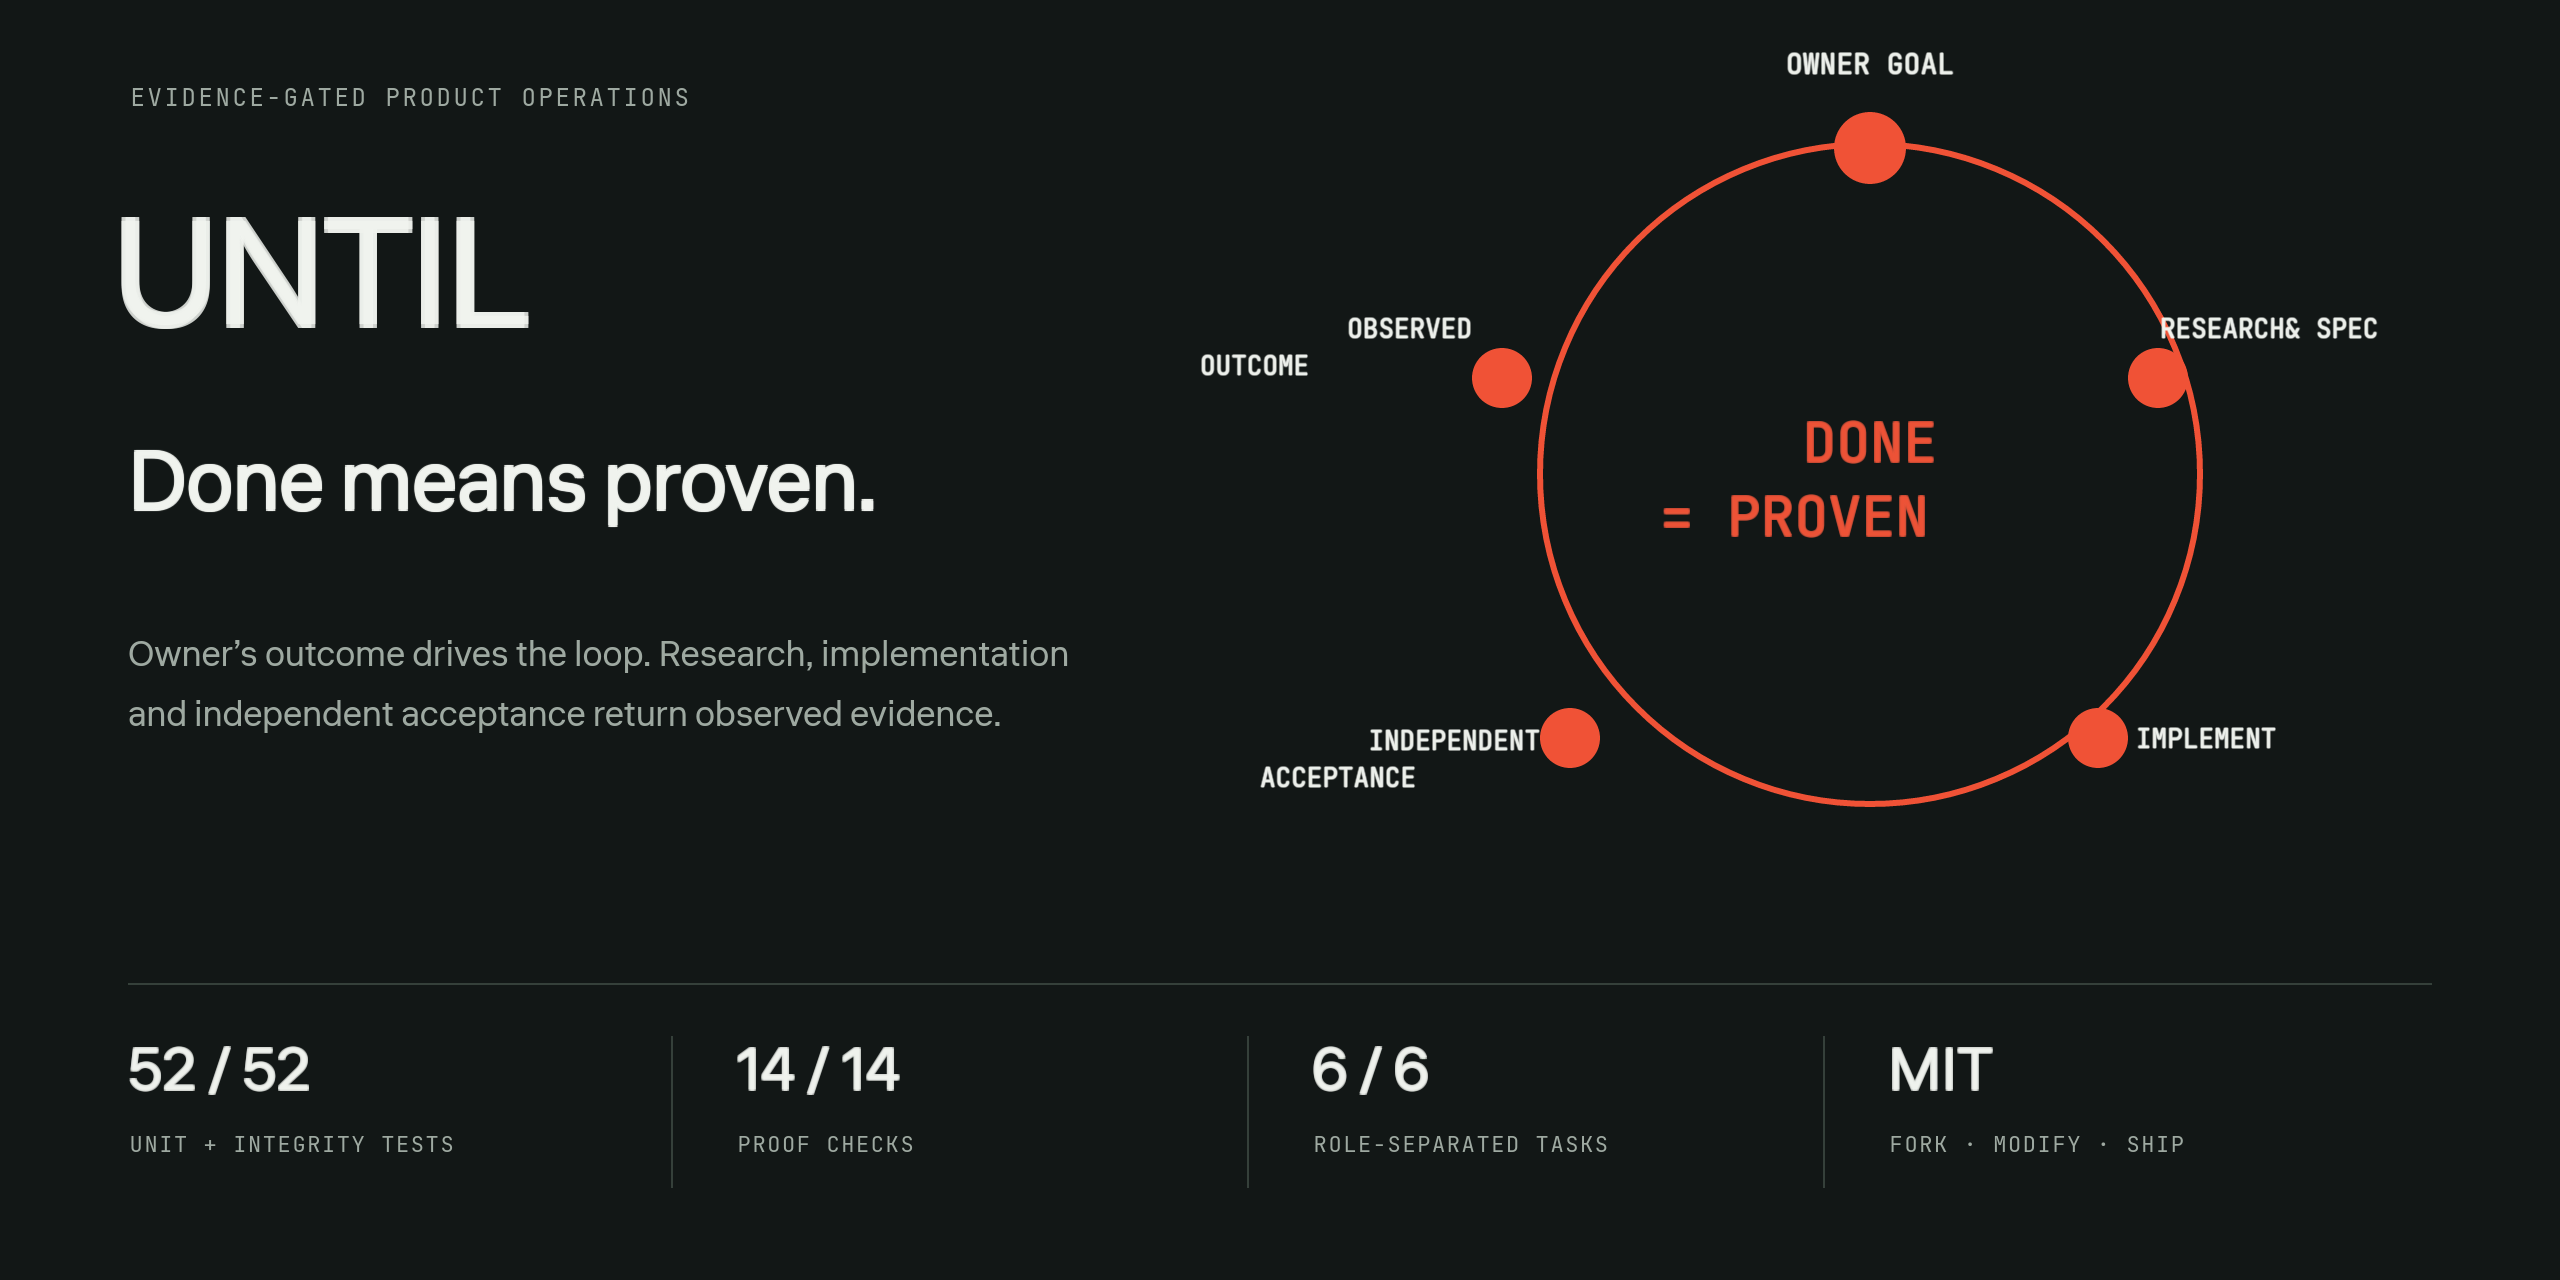 EVIDENCE-GATED PRODUCT OPERATIONS
UNTIL
Done means proven.
Owner’s outcome drives the loop. Research, implementation
and independent acceptance return observed evidence.
OWNER GOAL
RESEARCH& SPEC
IMPLEMENT
INDEPENDENT
ACCEPTANCE
OBSERVED
OUTCOME
DONE
= PROVEN
52 / 52
UNIT + INTEGRITY TESTS
14 / 14
PROOF CHECKS
6 / 6
ROLE-SEPARATED TASKS
MIT
FORK · MODIFY · SHIP